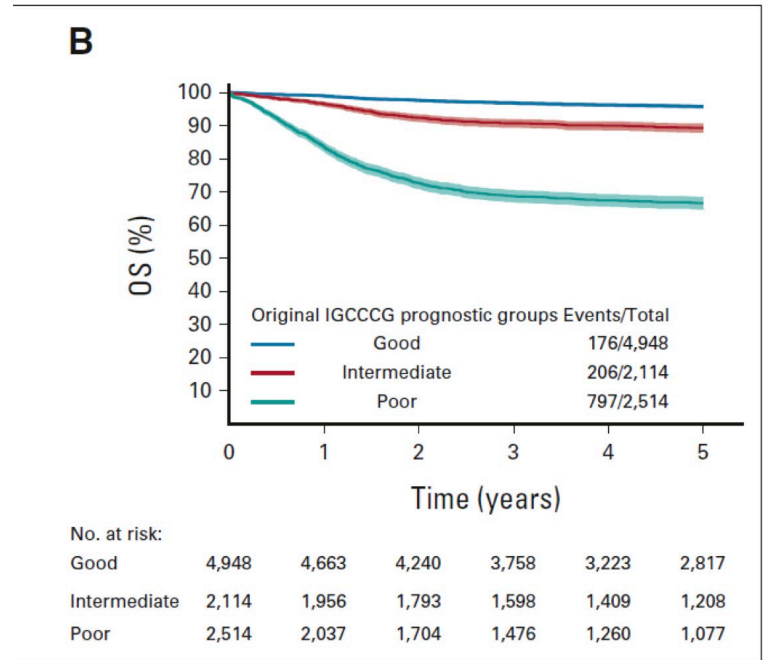 B
OS (%)
100
90
80
70
60
50
40
30
20
10
Original IGCCCG prognostic groups Events/Total
Good 176/4,948
Intermediate 206/2,114
Poor 797/2,514
0 1 2 3 4 5
Time (years)
No. at risk:
Good 4,948 4,663 4,240 3,758 3,223 2,817
Intermediate 2,114 1,956 1,793 1,598 1,409 1,208
Poor 2,514 2,037 1,704 1,476 1,260 1,077